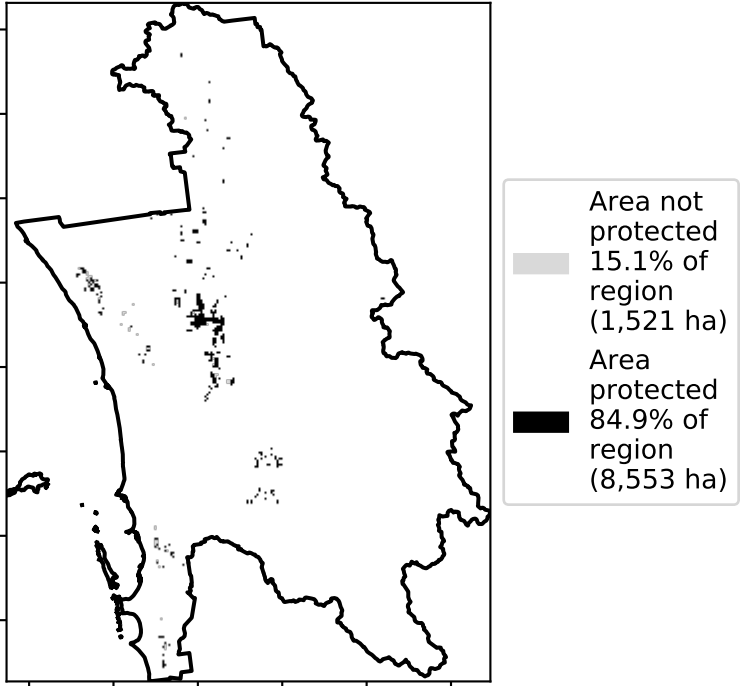 Area not
protected
15.1% of
region
(1,521 ha)
Area
protected
84.9% of
region
(8,553 ha)